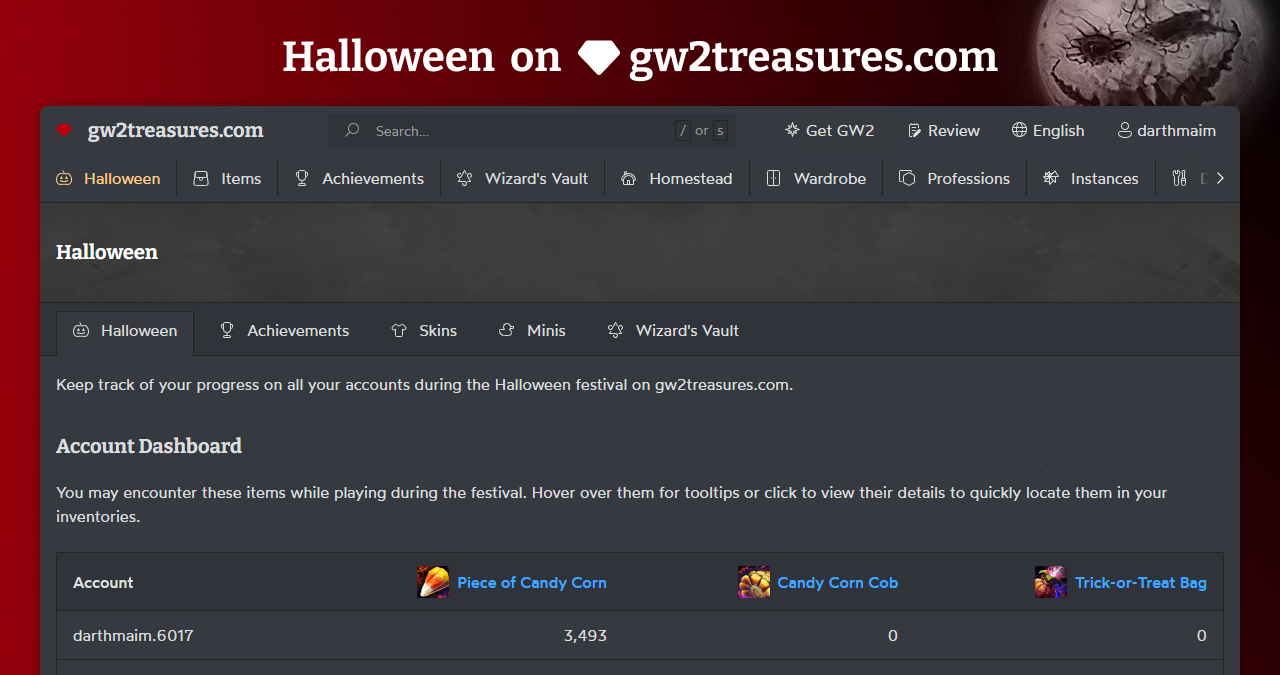 Halloween on gw2treasures.com
gw2treasures.com Search... / or s Get GW2 Review English darthmaim
Halloween Items Achievements Wizard's Vault Homestead Wardrobe Professions Instances
Halloween
Halloween Achievements Skins Minis Wizard's Vault
Keep track of your progress on all your accounts during the Halloween festival on gw2treasures.com.
Account Dashboard
You may encounter these items while playing during the festival. Hover over them for tooltips or click to view their details to quickly locate them in your
inventories.
Account Piece of Candy Corn Candy Corn Cob Trick-or-Treat Bag
darthmaim.6017 3,493 0 0